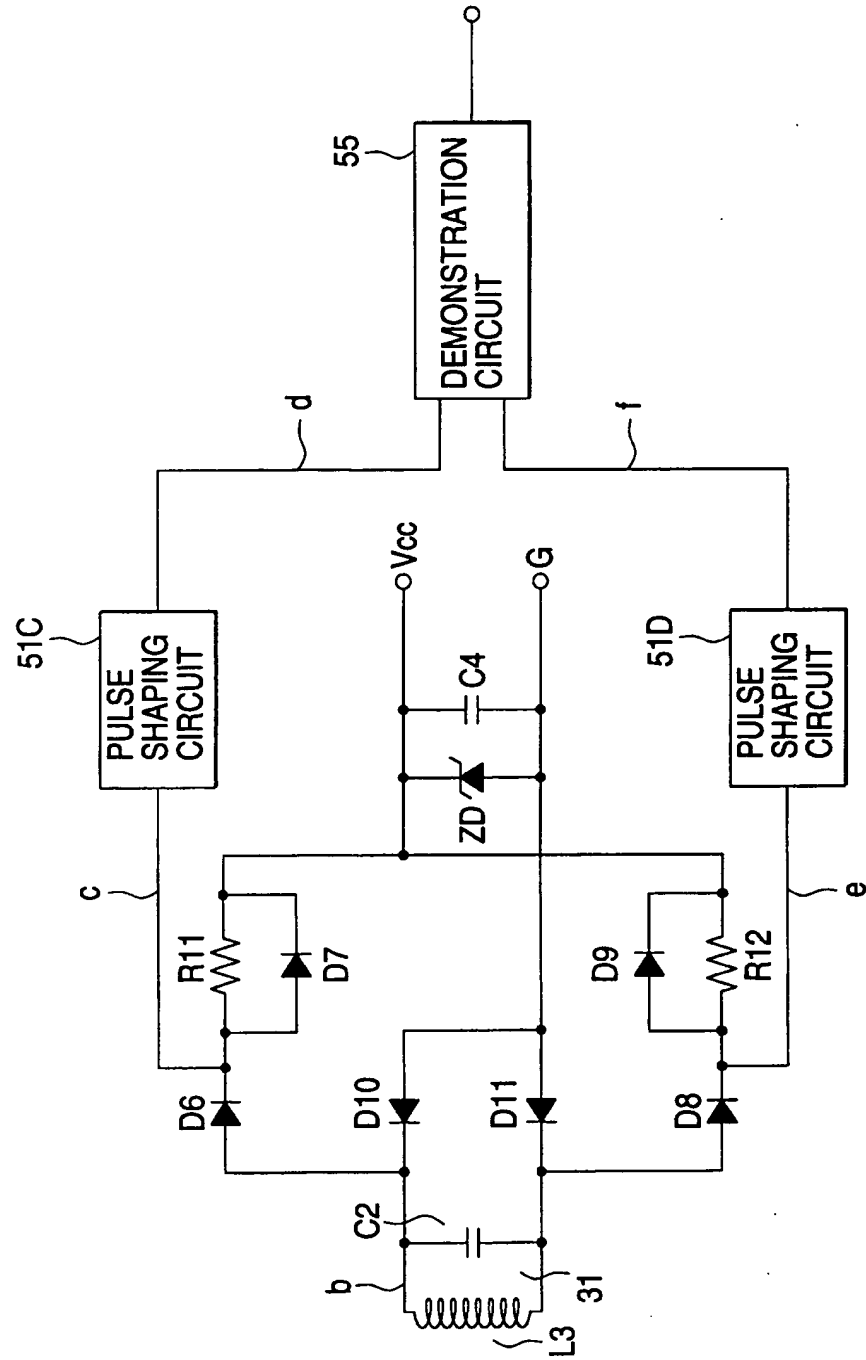 55
DEMONSTRATION
CIRCUIT
d
f
51C
PULSE
SHAPING
CIRCUIT
Vcc
G
51D
PULSE
SHAPING
CIRCUIT
C4
ZD
c
e
R11
D7
D9
R12
D6
D10
D11
D8
C2
b
31
L3